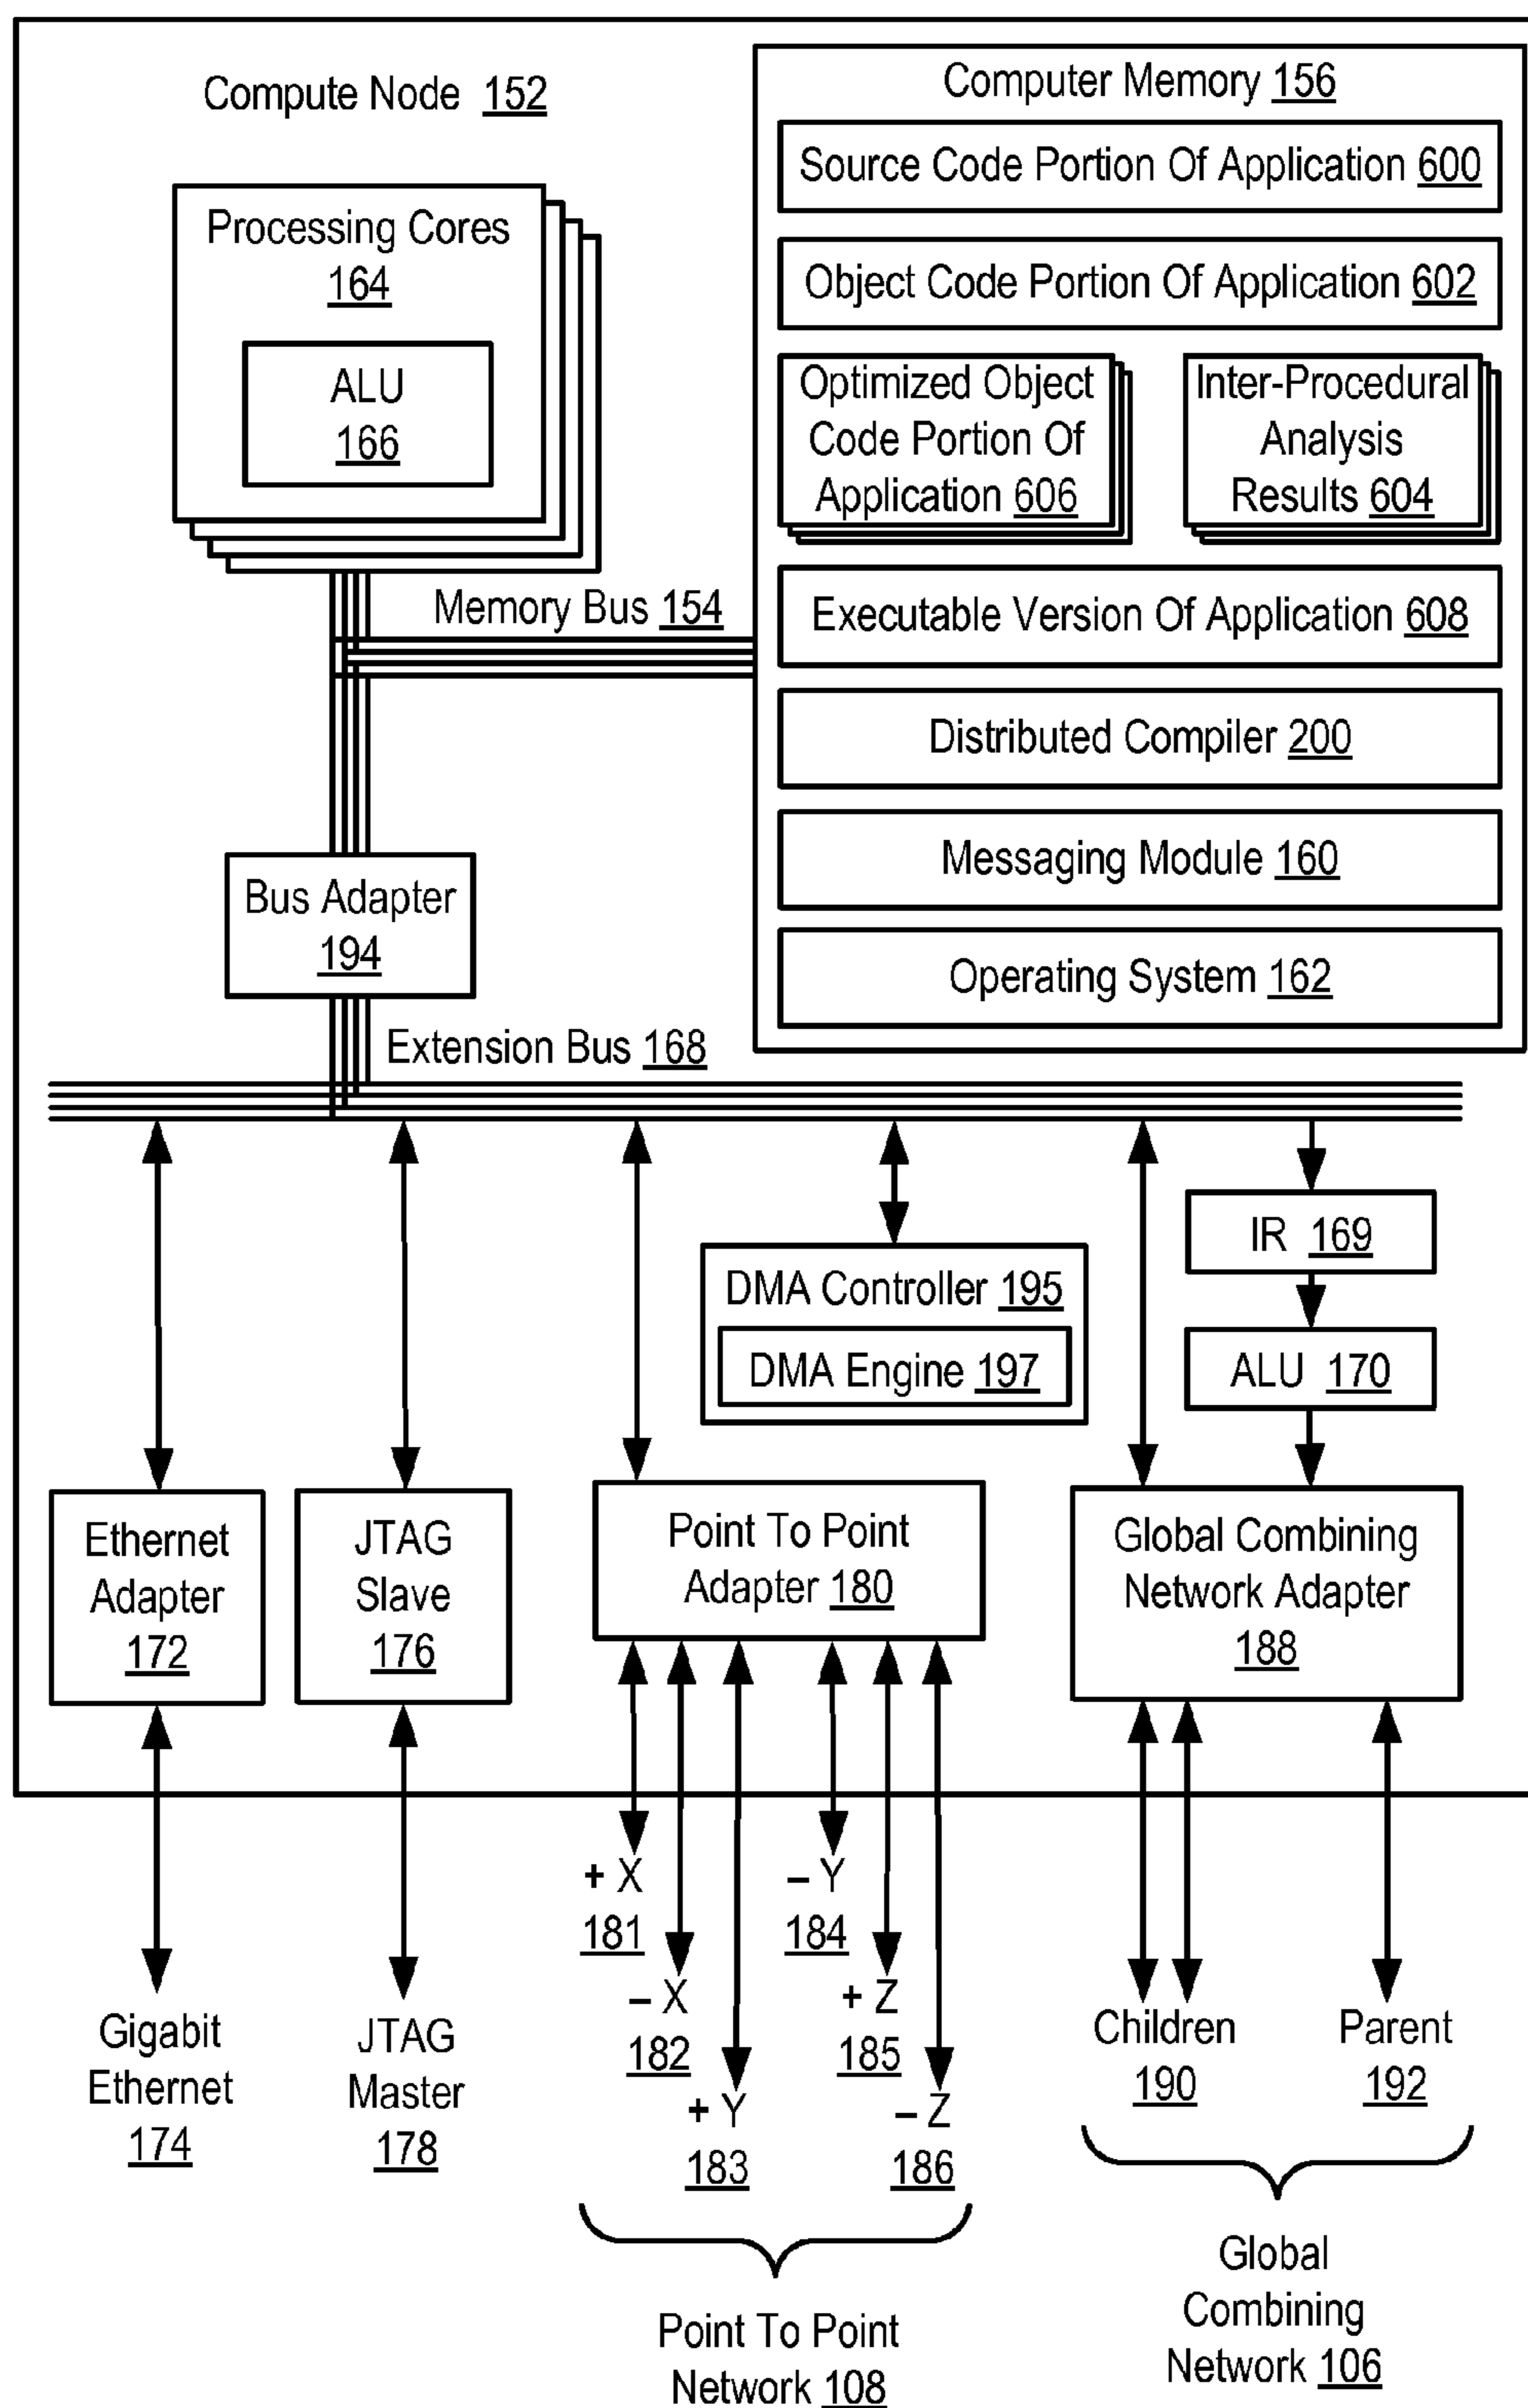 Compute Node 152
Computer Memory 156
Source Code Portion Of Application 600
Processing Cores
164
ALU
166
Object Code Portion Of Application 602
Optimized Object
Code Portion Of
Application 606
Inter-Procedural
Analysis
Results 604
Memory Bus 154
Executable Version Of Application 608
Distributed Compiler 200
Messaging Module 160
Bus Adapter
194
Operating System 162
Extension Bus 168
IR 169
DMA Controller 195
DMA Engine 197
ALU 170
Ethernet
Adapter
172
JTAG
Slave
176
Point To Point
Adapter 180
Global Combining
Network Adapter
188
+ X
181
– X
182
+ Y
183
– Y
184
+ Z
185
– Z
186
Gigabit
Ethernet
174
JTAG
Master
178
Children
190
Parent
192
Point To Point
Network 108
Global
Combining
Network 106